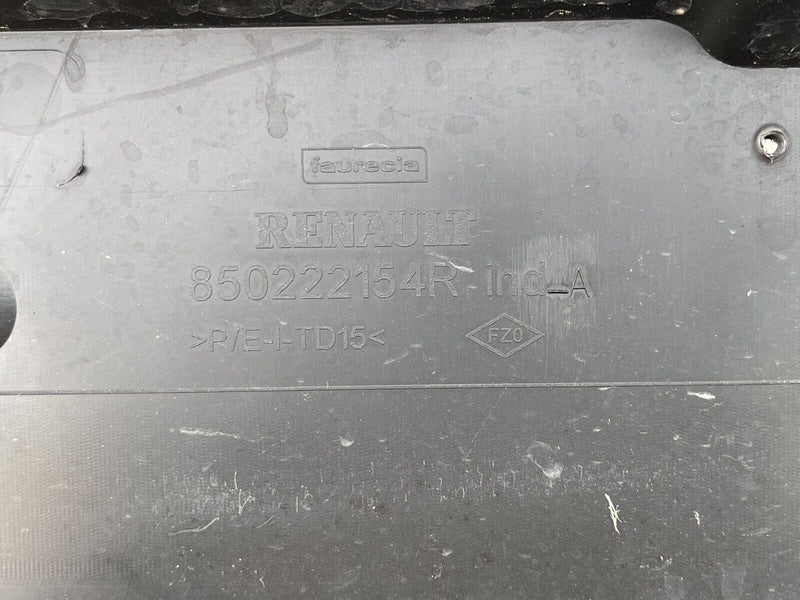 faurecia
RENAULT
850222154R ind_A
>P/E-I-TD15<
FZ0